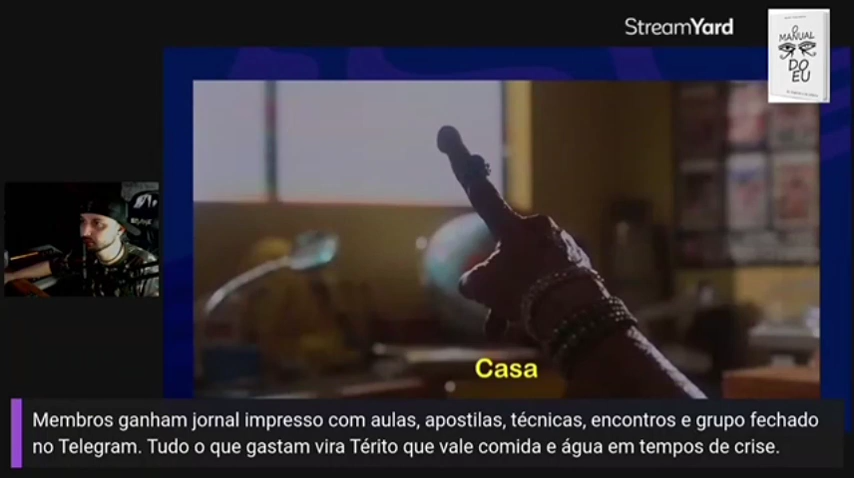 StreamYard
O
MANUAL
DO
EU
Casa
Membros ganham jornal impresso com aulas, apostilas, técnicas, encontros e grupo fechado
no Telegram. Tudo o que gastam vira Térito que vale comida e água em tempos de crise.